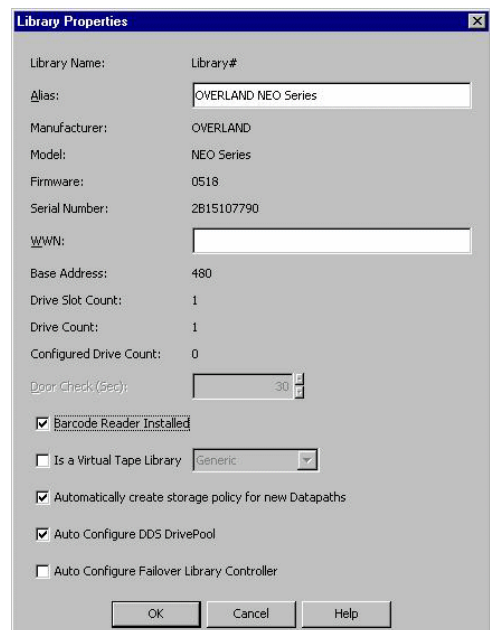 Library Properties
Library Name: Library#
Alias: OVERLAND NEO Series
Manufacturer: OVERLAND
Model: NEO Series
Firmware: 0518
Serial Number: 2B15107790
WWN:
Base Address: 480
Drive Slot Count: 1
Drive Count: 1
Configured Drive Count: 0
Door Check (Sec): 30
Barcode Reader Installed
Is a Virtual Tape Library Generic
Automatically create storage policy for new Datapaths
Auto Configure DDS DrivePool
Auto Configure Failover Library Controller
OK Cancel Help